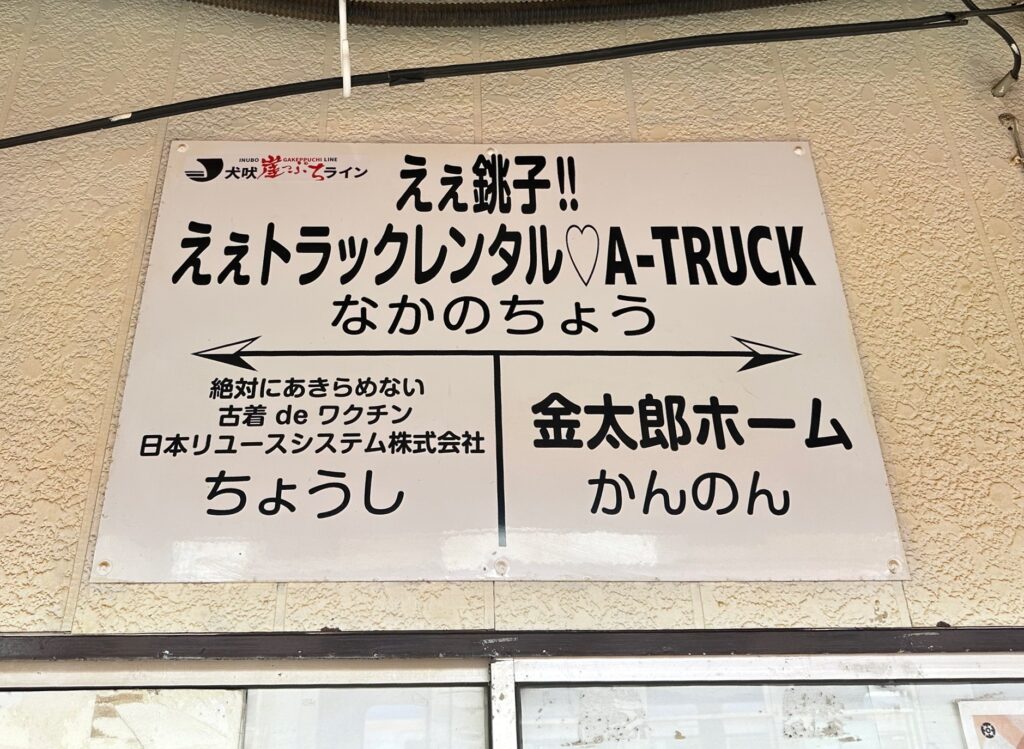 INUBO GAKEPPUCHI LINE
犬吠崖っぷちライン
えぇ銚子!!
えぇトラックレンタル♡A-TRUCK
なかのちょう
絶対にあきらめない
古着 de ワクチン
日本リユースシステム株式会社
ちょうし
金太郎ホーム
かんのん